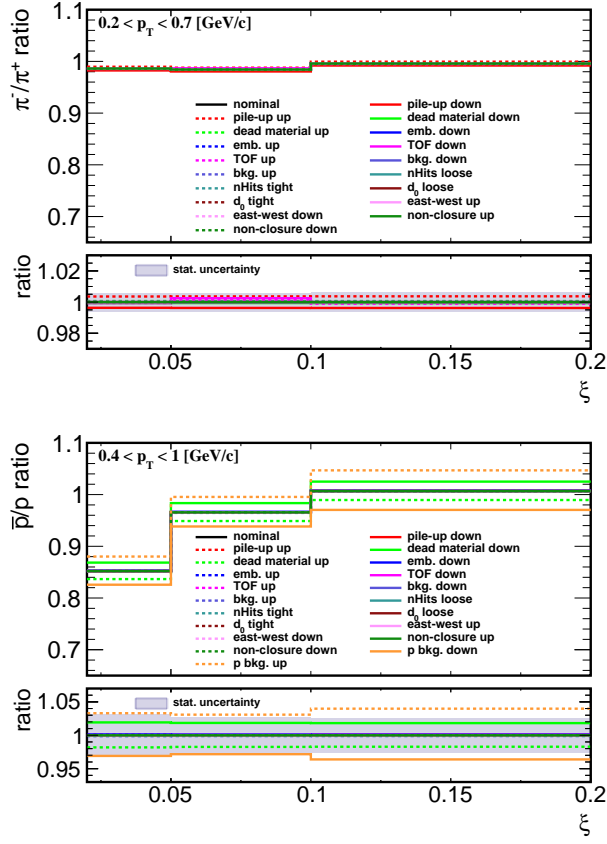 0.2 < p_T < 0.7 [GeV/c]
π⁻/π⁺ ratio
1.1
1
0.9
0.8
0.7
nominal
pile-up down
pile-up up
dead material down
dead material up
emb. down
emb. up
TOF down
TOF up
bkg. down
bkg. up
nHits loose
nHits tight
d₀ loose
d₀ tight
east-west up
east-west down
non-closure up
non-closure down
ratio
1.02
1
0.98
stat. uncertainty
0.05
0.1
0.15
0.2
ξ
0.4 < p_T < 1 [GeV/c]
p̅/p ratio
1.1
1
0.9
0.8
0.7
nominal
pile-up down
pile-up up
dead material down
dead material up
emb. down
emb. up
TOF down
TOF up
bkg. down
bkg. up
nHits loose
nHits tight
d₀ loose
d₀ tight
east-west up
east-west down
non-closure up
non-closure down
p bkg. down
p bkg. up
ratio
1.05
1
0.95
stat. uncertainty
0.05
0.1
0.15
0.2
ξ